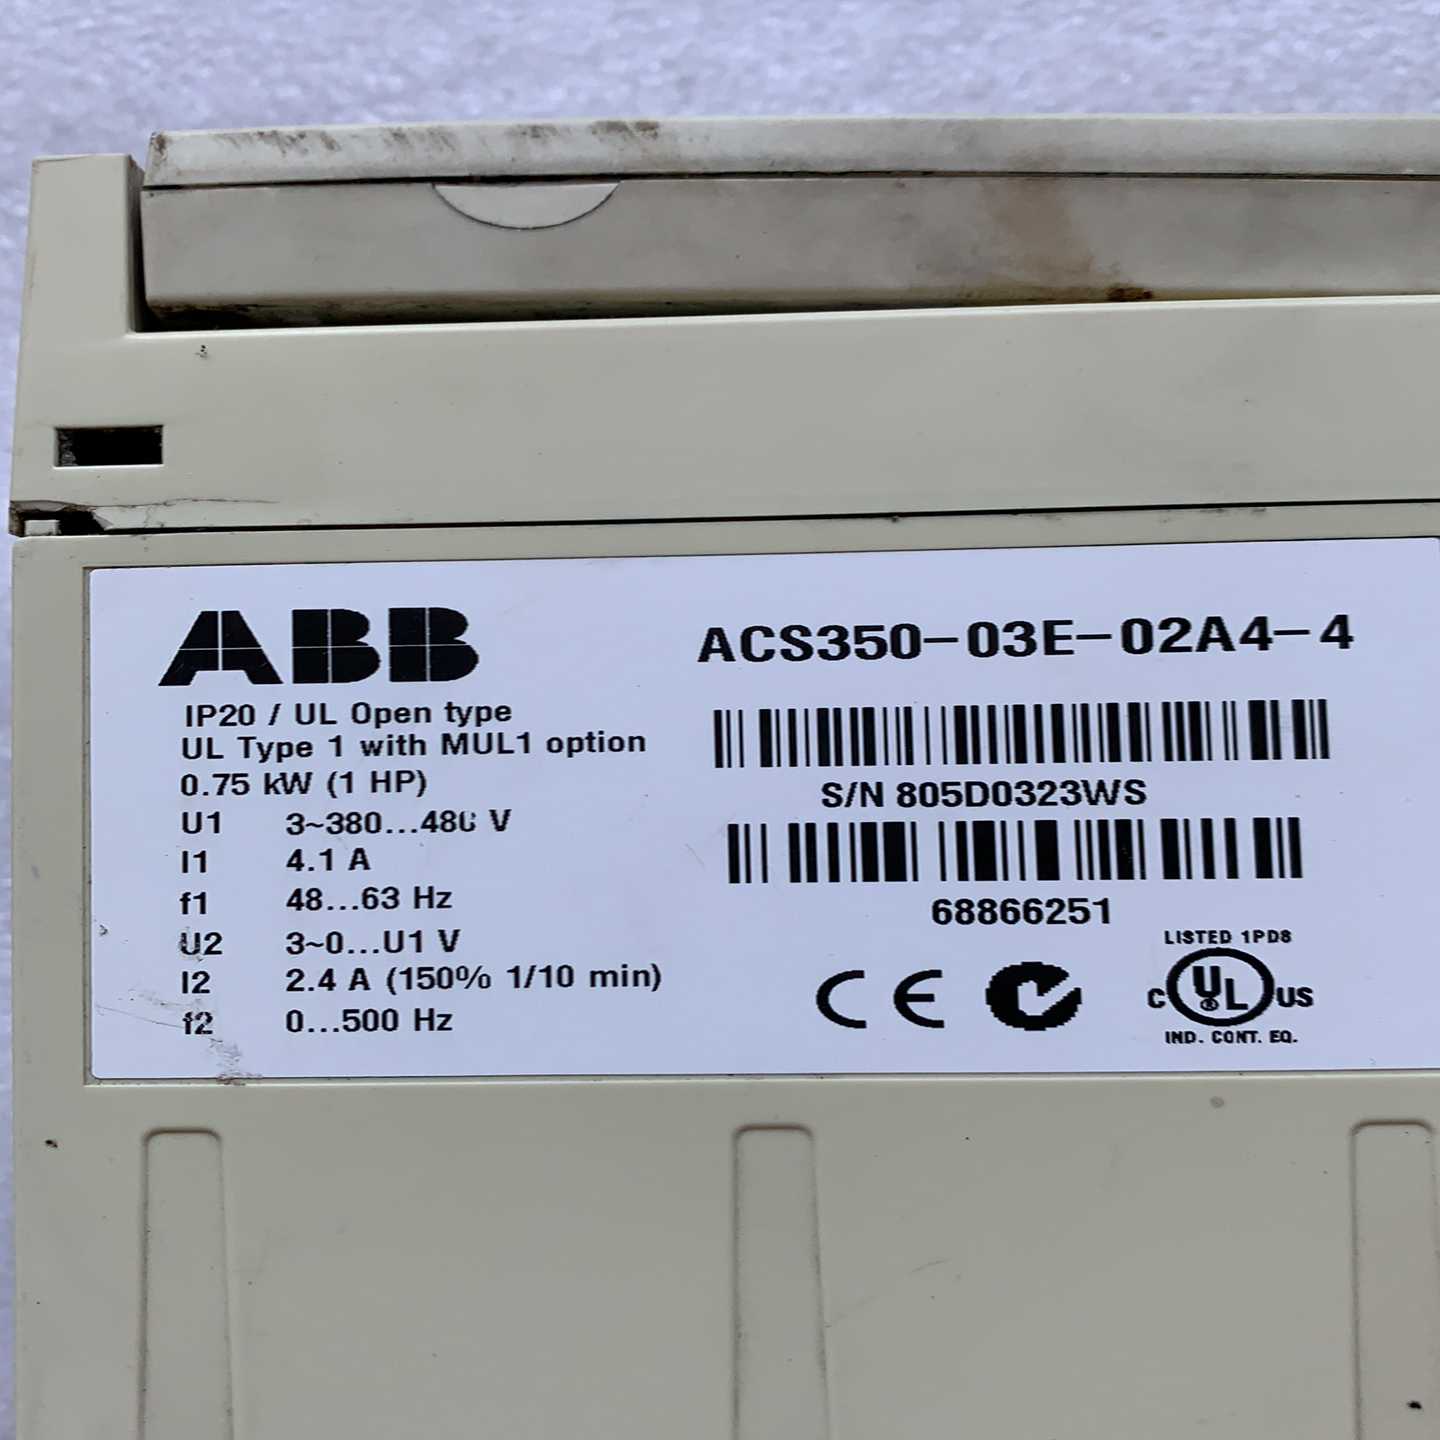 ABB
ACS350-03E-02A4-4
IP20 / UL Open type
UL Type 1 with MUL1 option
0.75 kW (1 HP)
U1 3~380...480 V
I1 4.1 A
f1 48...63 Hz
U2 3~0...U1 V
I2 2.4 A (150% 1/10 min)
f2 0...500 Hz
S/N 805D0323WS
68866251
CE
LISTED 1PD8
C UL US
IND. CONT. EQ.